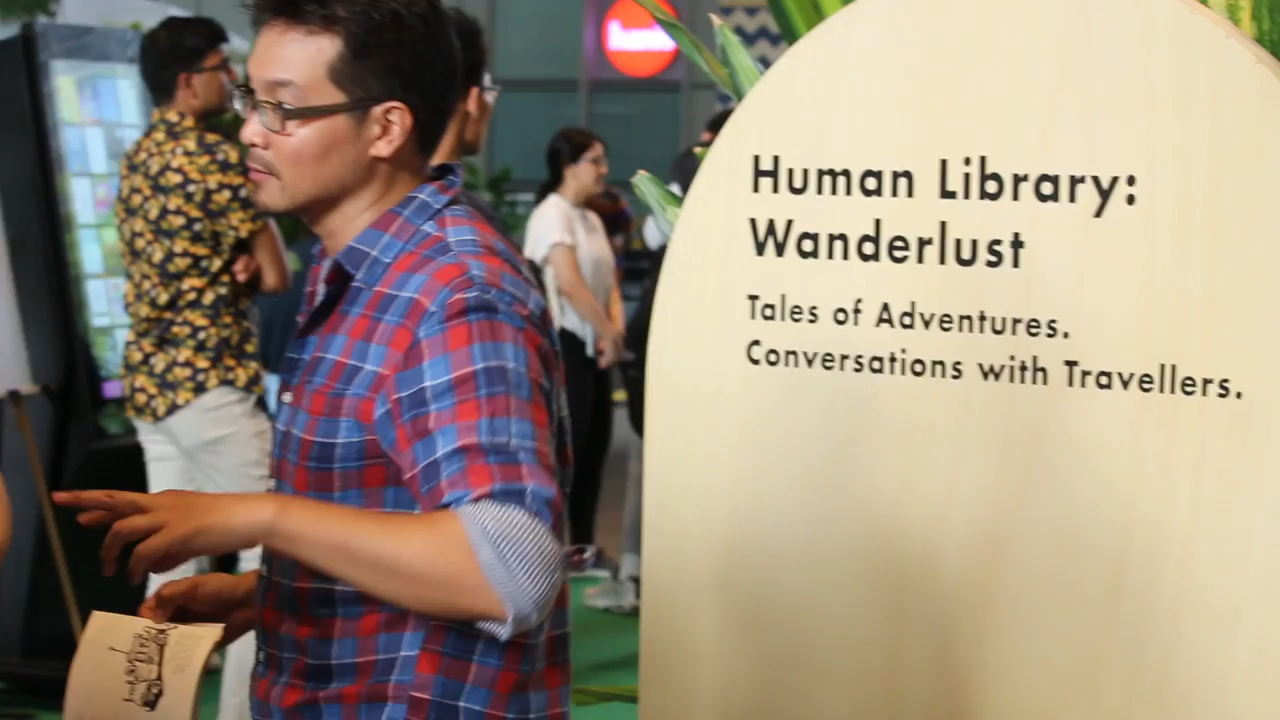 Human Library:
Wanderlust
Tales of Adventures.
Conversations with Travellers.